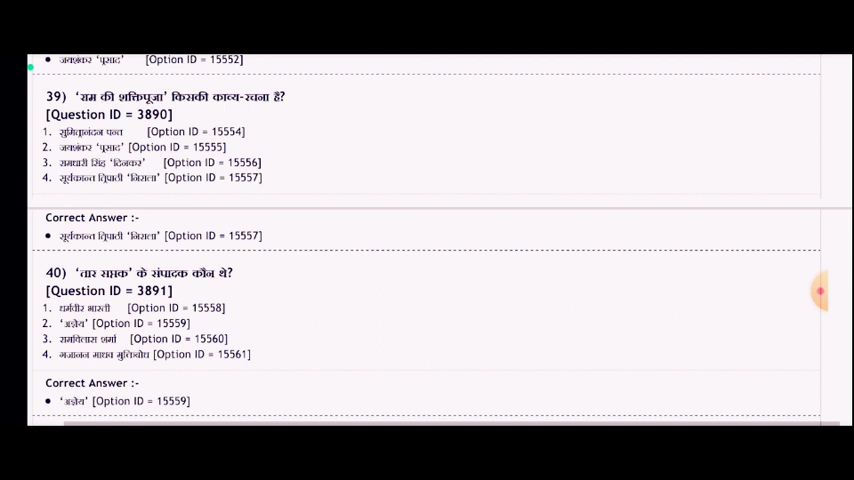 • जयशंकर 'प्रसाद' [Option ID = 15552]
39) 'राम की शक्तिपूजा' किसकी काव्य-रचना है?
[Question ID = 3890]
1. सुमित्रानंदन पन्त [Option ID = 15554]
2. जयशंकर 'प्रसाद' [Option ID = 15555]
3. रामधारी सिंह 'दिनकर' [Option ID = 15556]
4. सूर्यकान्त त्रिपाठी 'निराला' [Option ID = 15557]
Correct Answer :-
• सूर्यकान्त त्रिपाठी 'निराला' [Option ID = 15557]
40) 'तार सप्तक' के संपादक कौन थे?
[Question ID = 3891]
1. धर्मवीर भारती [Option ID = 15558]
2. 'अज्ञेय' [Option ID = 15559]
3. रामविलास शर्मा [Option ID = 15560]
4. गजानन माधव मुक्तिबोध [Option ID = 15561]
Correct Answer :-
• 'अज्ञेय' [Option ID = 15559]